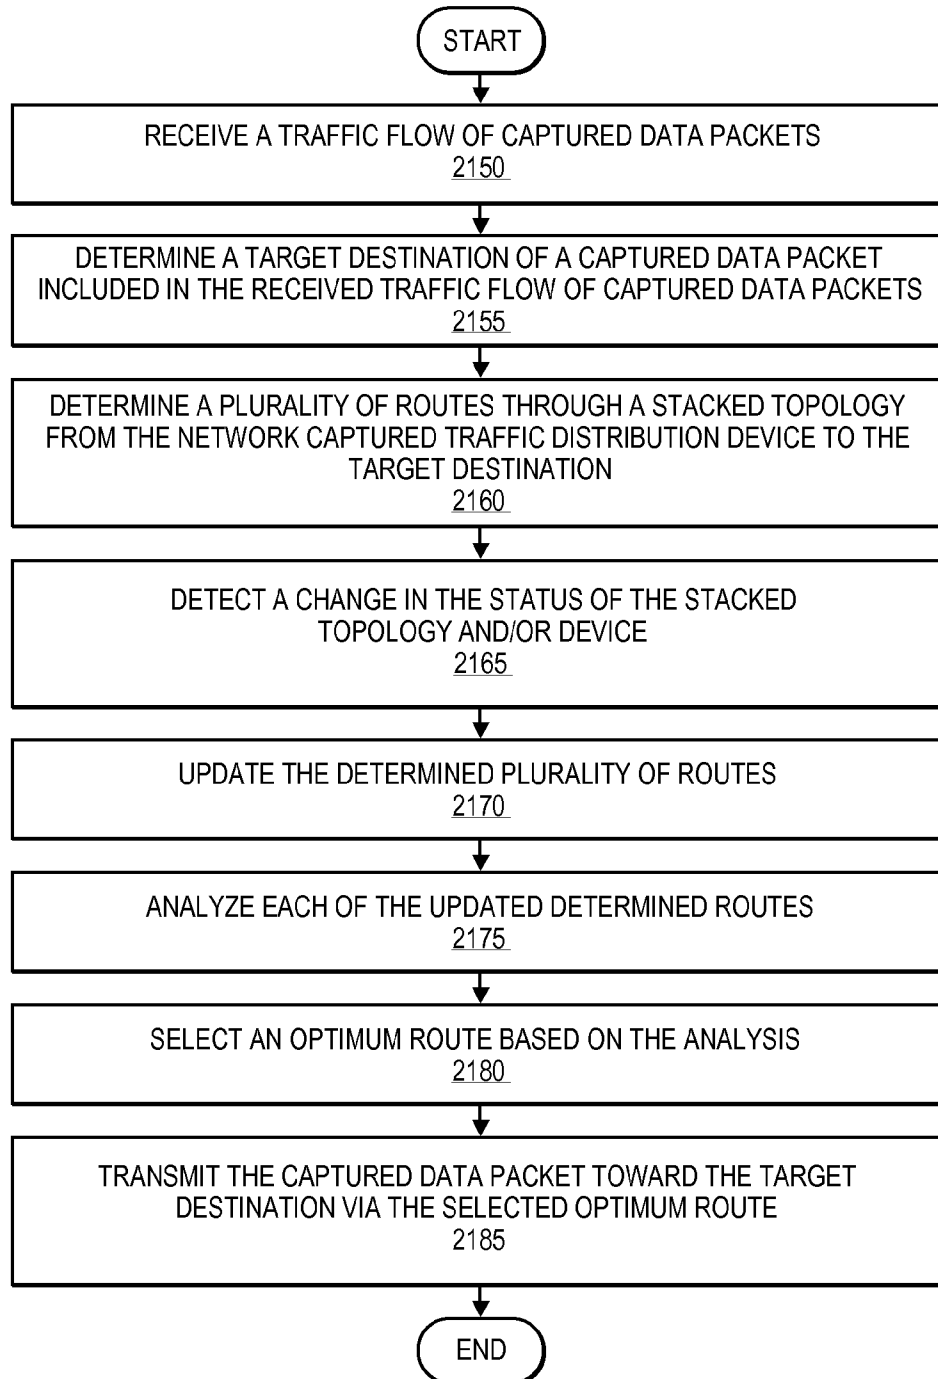 START
RECEIVE A TRAFFIC FLOW OF CAPTURED DATA PACKETS
2150
DETERMINE A TARGET DESTINATION OF A CAPTURED DATA PACKET
INCLUDED IN THE RECEIVED TRAFFIC FLOW OF CAPTURED DATA PACKETS
2155
DETERMINE A PLURALITY OF ROUTES THROUGH A STACKED TOPOLOGY
FROM THE NETWORK CAPTURED TRAFFIC DISTRIBUTION DEVICE TO THE
TARGET DESTINATION
2160
DETECT A CHANGE IN THE STATUS OF THE STACKED
TOPOLOGY AND/OR DEVICE
2165
UPDATE THE DETERMINED PLURALITY OF ROUTES
2170
ANALYZE EACH OF THE UPDATED DETERMINED ROUTES
2175
SELECT AN OPTIMUM ROUTE BASED ON THE ANALYSIS
2180
TRANSMIT THE CAPTURED DATA PACKET TOWARD THE TARGET
DESTINATION VIA THE SELECTED OPTIMUM ROUTE
2185
END